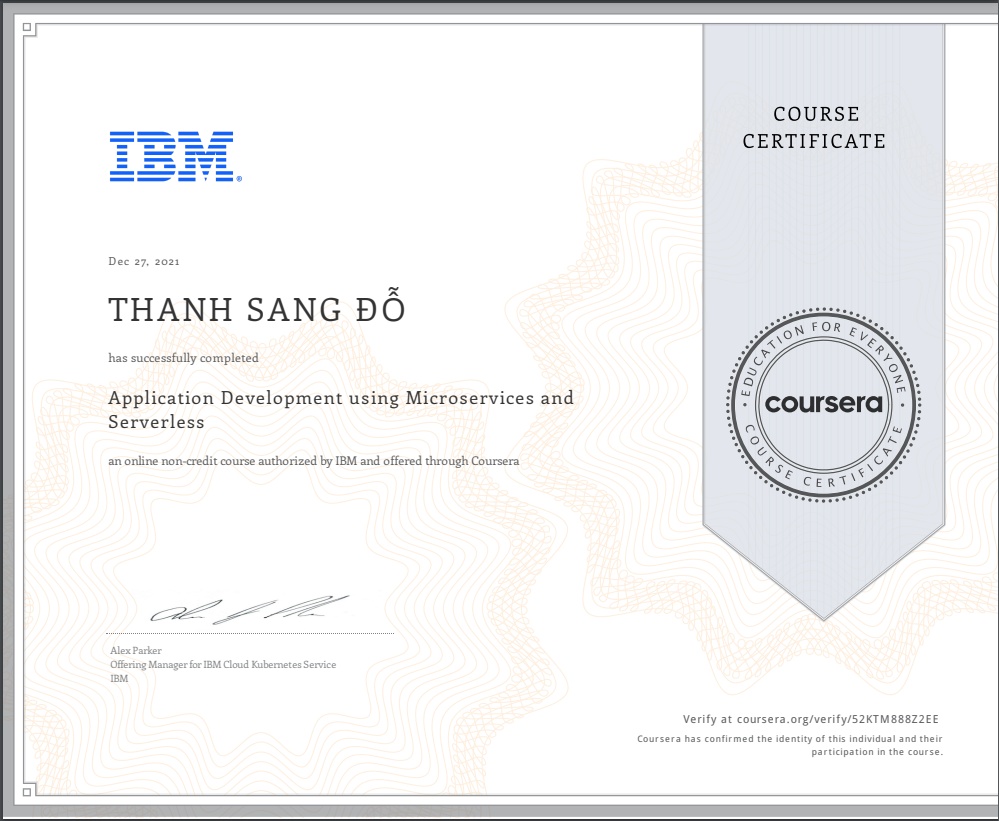 IBM®
Dec 27, 2021
THANH SANG ĐỖ
has successfully completed
Application Development using Microservices and
Serverless
an online non-credit course authorized by IBM and offered through Coursera
Alex Parker
Offering Manager for IBM Cloud Kubernetes Service
IBM
COURSE
CERTIFICATE
EDUCATION FOR EVERYONE
coursera
COURSE CERTIFICATE
Verify at coursera.org/verify/52KTM888Z2EE
Coursera has confirmed the identity of this individual and their
participation in the course.